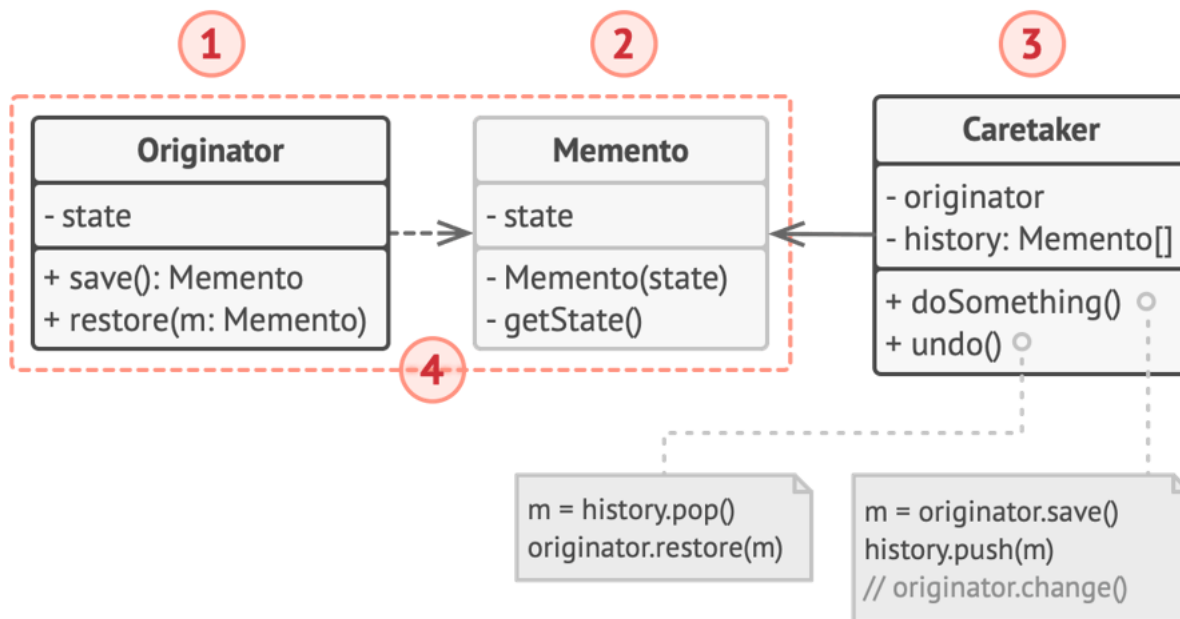 1
2
3
Originator
- state
+ save(): Memento
+ restore(m: Memento)
Memento
- state
- Memento(state)
- getState()
Caretaker
- originator
- history: Memento[]
+ doSomething()
+ undo()
4
m = history.pop()
originator.restore(m)
m = originator.save()
history.push(m)
// originator.change()